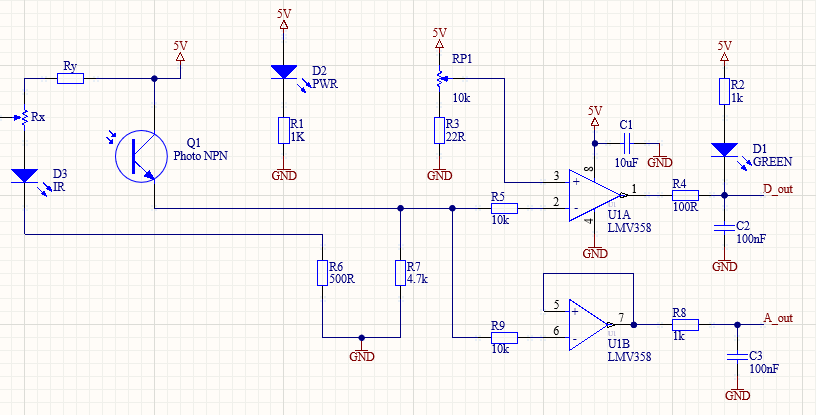 5V
Ry
Rx
D3
IR
Q1
Photo NPN
5V
D2
PWR
R1
1K
GND
5V
RP1
10k
R3
22R
GND
5V
C1
10uF
GND
5V
R2
1k
D1
GREEN
R5
10k
3
+
2
-
8
4
1
U1A
LMV358
GND
R4
100R
D_out
C2
100nF
GND
R6
500R
R7
4.7k
GND
R9
10k
5
+
6
-
7
U1B
LMV358
R8
1k
A_out
C3
100nF
GND